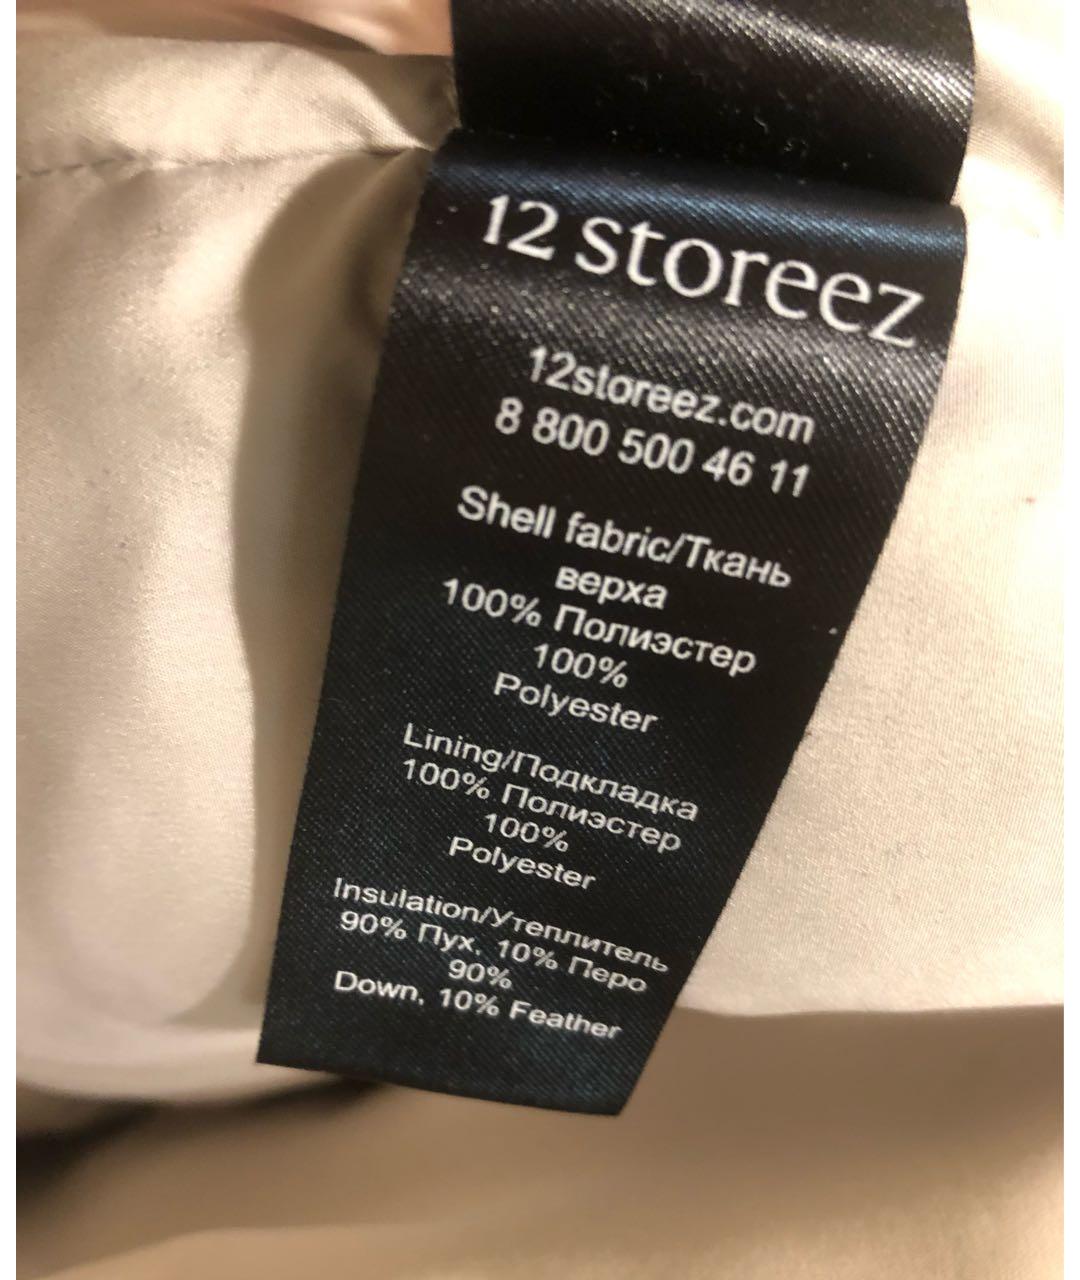 12 storeez
12storeez.com
8 800 500 46 11
Shell fabric/Ткань
верха
100% Полиэстер
100%
Polyester
Lining/Подкладка
100% Полиэстер
100%
Polyester
Insulation/Утеплитель
90% Пух, 10% Перо
90%
Down, 10% Feather